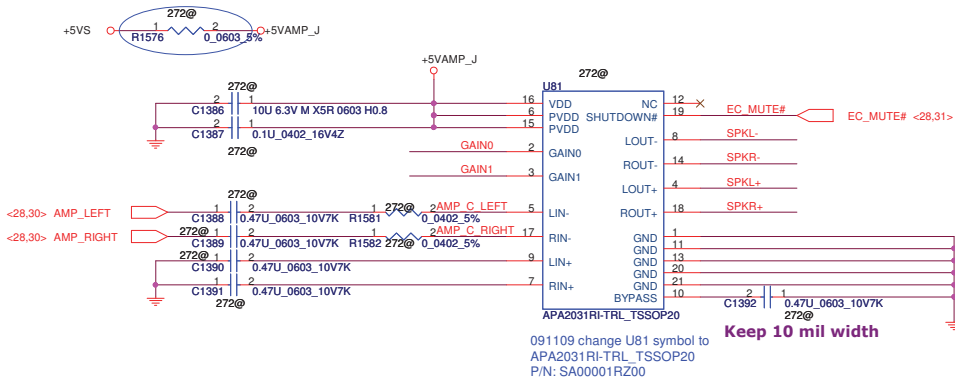 272@
+5VS 1 2 +5VAMP_J
R1576 0_0603_5%
+5VAMP_J
272@
272@ U81
2 1 16 VDD NC 12
C1386 10U 6.3V M X5R 0603 H0.8 6 PVDD SHUTDOWN# 19 EC_MUTE# EC_MUTE# <28,31>
2 1 15 PVDD
C1387 0.1U_0402_16V4Z LOUT- 8 SPKL-
272@
GAIN0 2 GAIN0
ROUT- 14 SPKR-
GAIN1 3 GAIN1
LOUT+ 4 SPKL+
272@
<28,30> AMP_LEFT 1 2 1 272@ 2 AMP_C_LEFT 5 LIN- ROUT+ 18 SPKR+
C1388 0.47U_0603_10V7K R1581 0_0402_5%
<28,30> AMP_RIGHT 1 2 1 2 AMP_C_RIGHT 17 RIN- GND 1
272@ C1389 0.47U_0603_10V7K R1582 272@ 0_0402_5% GND 11
272@ 1 2 9 LIN+ GND 13
C1390 0.47U_0603_10V7K GND 20
1 2 7 RIN+ GND 21
C1391 0.47U_0603_10V7K BYPASS 10 2 1
272@ C1392 0.47U_0603_10V7K
APA2031RI-TRL_TSSOP20 272@
Keep 10 mil width
091109 change U81 symbol to
APA2031RI-TRL_TSSOP20
P/N: SA00001RZ00